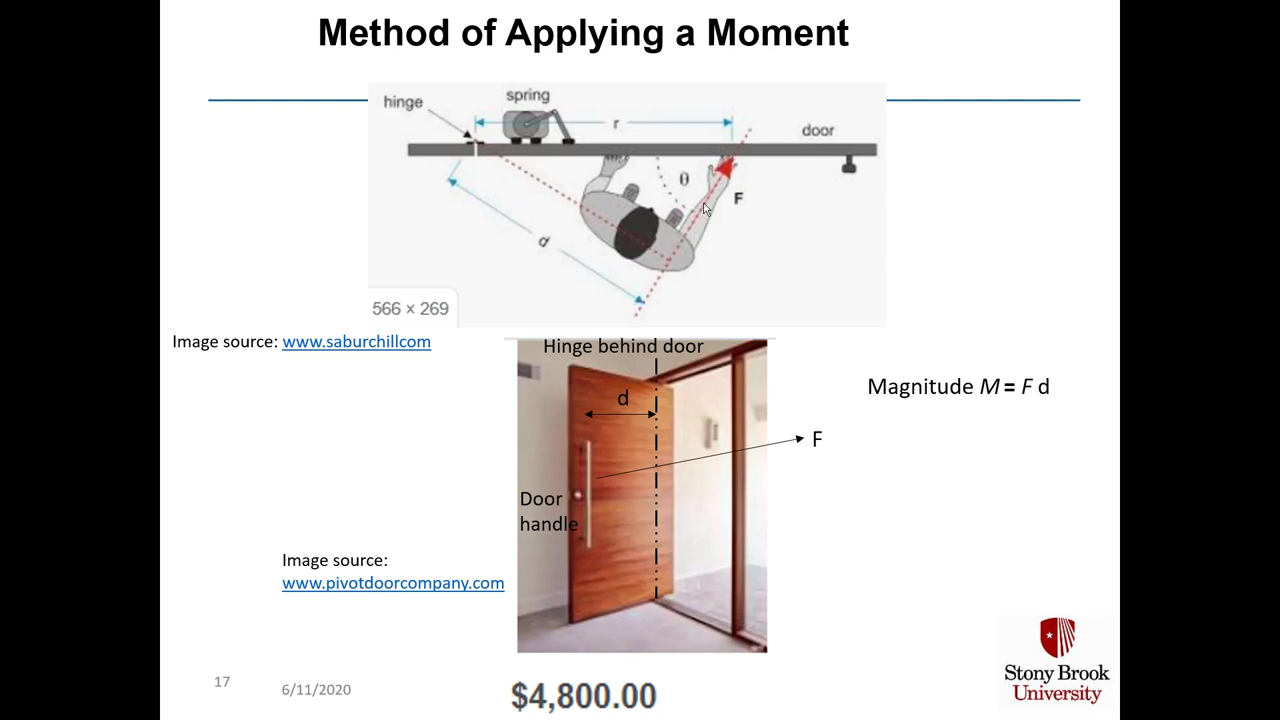 Method of Applying a Moment
hinge
spring
r
door
θ
F
d
566 × 269
Image source: www.saburchillcom
Hinge behind door
d
Magnitude M = F d
F
Door
handle
Image source:
www.pivotdoorcompany.com
17
6/11/2020
$4,800.00
Stony Brook
University